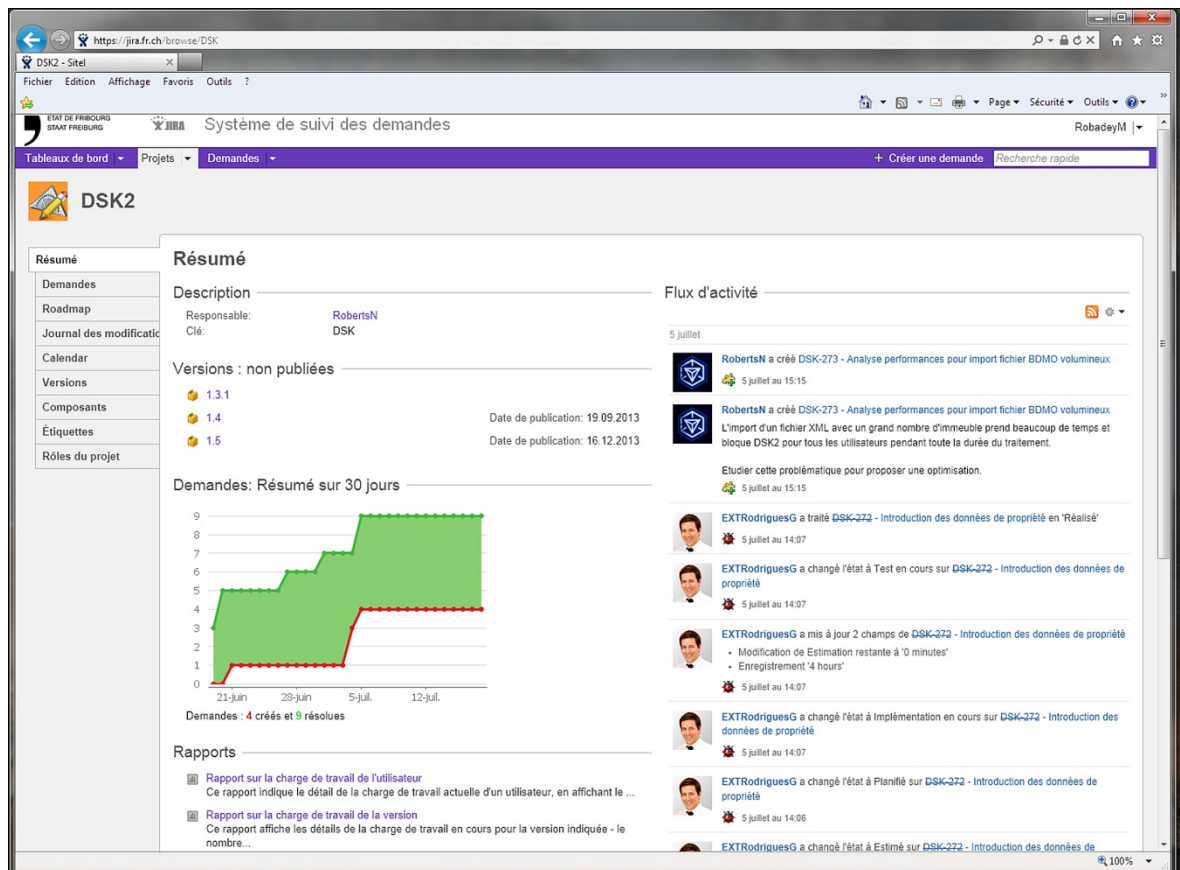 https://jira.fr.ch/browse/DSK
DSK2 - Sitel
Fichier Edition Affichage Favoris Outils ?
Page Sécurité Outils
ETAT DE FRIBOURG
STAAT FREIBURG
JIRA Système de suivi des demandes
RobadeyM
Tableaux de bord Projets Demandes + Créer une demande Recherche rapide
DSK2
Résumé
Demandes
Roadmap
Journal des modificatic
Calendar
Versions
Composants
Étiquettes
Rôles du projet
Résumé
Description
Responsable: RobertsN
Clé: DSK
Versions : non publiées
1.3.1
1.4 Date de publication: 19.09.2013
1.5 Date de publication: 16.12.2013
Demandes: Résumé sur 30 jours
9
8
7
6
5
4
3
2
1
0
21-juin 28-juin 5-juil. 12-juil.
Demandes : 4 créés et 9 résolues
Rapports
Rapport sur la charge de travail de l'utilisateur
Ce rapport indique le détail de la charge de travail actuelle d'un utilisateur, en affichant le ...
Rapport sur la charge de travail de la version
Ce rapport affiche les détails de la charge de travail en cours pour la version indiquée - le
nombre...
Flux d'activité
5 juillet
RobertsN a créé DSK-273 - Analyse performances pour import fichier BDMO volumineux
5 juillet au 15:15
RobertsN a créé DSK-273 - Analyse performances pour import fichier BDMO volumineux
L'import d'un fichier XML avec un grand nombre d'immeuble prend beaucoup de temps et
bloque DSK2 pour tous les utilisateurs pendant toute la durée du traitement.
Etudier cette problématique pour proposer une optimisation.
5 juillet au 15:15
EXTRodriguesG a traité DSK-272 - Introduction des données de propriété en 'Réalisé'
5 juillet au 14:07
EXTRodriguesG a changé l'état à Test en cours sur DSK-272 - Introduction des données de
propriété
5 juillet au 14:07
EXTRodriguesG a mis à jour 2 champs de DSK-272 - Introduction des données de propriété
• Modification de Estimation restante à '0 minutes'
• Enregistrement '4 hours'
5 juillet au 14:07
EXTRodriguesG a changé l'état à Implémentation en cours sur DSK-272 - Introduction des
données de propriété
5 juillet au 14:07
EXTRodriguesG a changé l'état à Planifié sur DSK-272 - Introduction des données de
propriété
5 juillet au 14:06
EXTRodriguesG a changé l'état à Estimé sur DSK-272 - Introduction des données de
100%